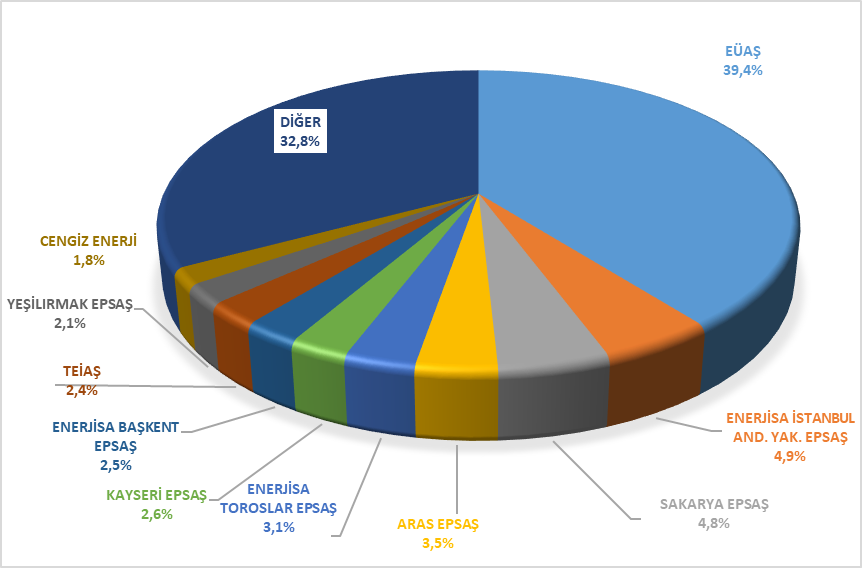 EÜAŞ
39,4%
ENERJİSA İSTANBUL
AND. YAK. EPSAŞ
4,9%
SAKARYA EPSAŞ
4,8%
ARAS EPSAŞ
3,5%
ENERJİSA
TOROSLAR EPSAŞ
3,1%
KAYSERİ EPSAŞ
2,6%
ENERJİSA BAŞKENT
EPSAŞ
2,5%
TEİAŞ
2,4%
YEŞİLIRMAK EPSAŞ
2,1%
CENGİZ ENERJİ
1,8%
DİĞER
32,8%